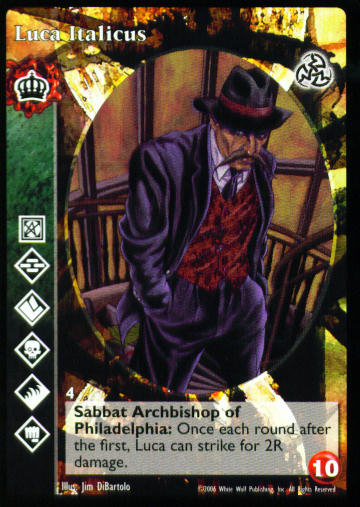 Luca Italicus
4
Sabbat Archbishop of
Philadelphia: Once each round after
the first, Luca can strike for 2R
damage.
10
Illus: Jim DiBartolo
©2006 White Wolf Publishing, Inc. All Rights Reserved